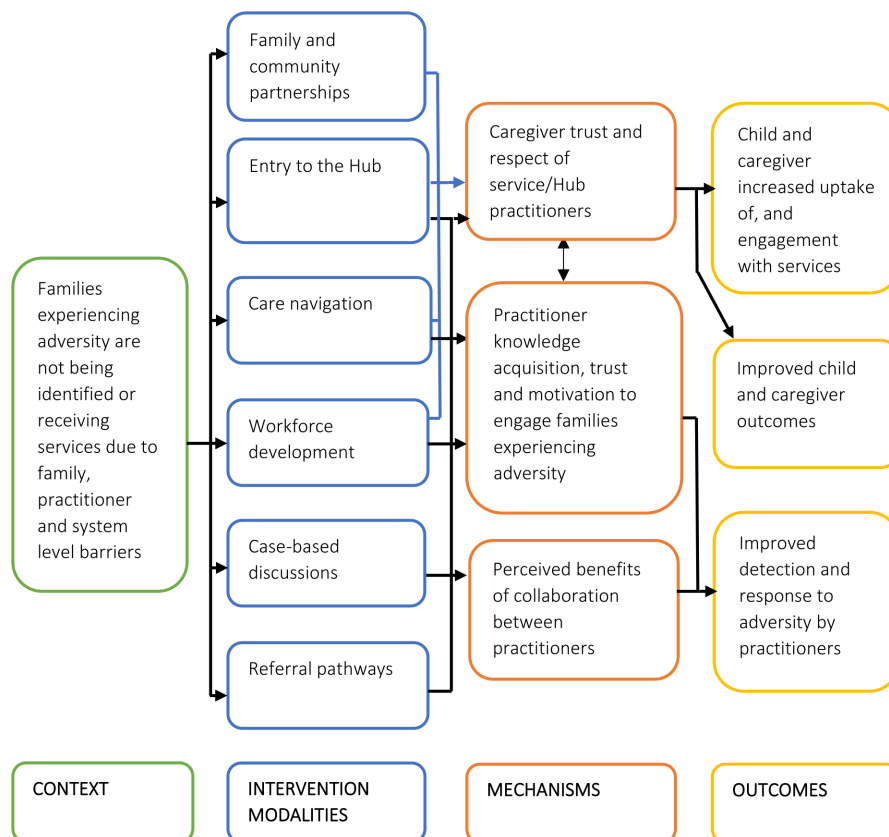 Families
experiencing
adversity are
not being
identified or
receiving
services due to
family,
practitioner
and system
level barriers
Family and
community
partnerships
Entry to the Hub
Care navigation
Workforce
development
Case-based
discussions
Referral pathways
Caregiver trust and
respect of
service/Hub
practitioners
Practitioner
knowledge
acquisition, trust
and motivation to
engage families
experiencing
adversity
Perceived benefits
of collaboration
between
practitioners
Child and
caregiver
increased uptake
of, and
engagement
with services
Improved child
and caregiver
outcomes
Improved
detection and
response to
adversity by
practitioners
CONTEXT
INTERVENTION
MODALITIES
MECHANISMS
OUTCOMES